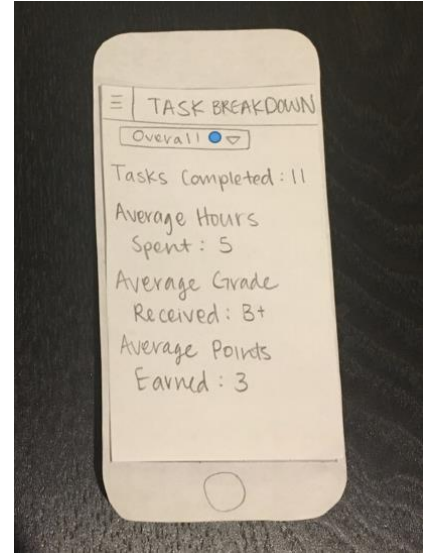 TASK BREAKDOWN
Overall
Tasks Completed: 11
Average Hours
Spent: 5
Average Grade
Received: B+
Average Points
Earned: 3